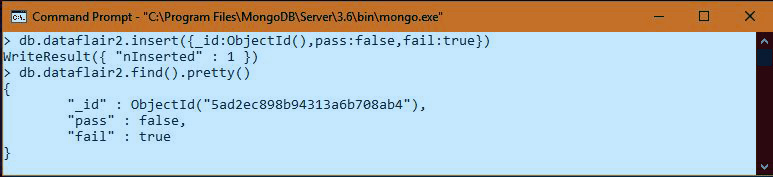 Command Prompt - "C:\Program Files\MongoDB\Server\3.6\bin\mongo.exe"
> db.dataflair2.insert({_id:ObjectId(),pass:false,fail:true})
WriteResult({ "nInserted" : 1 })
> db.dataflair2.find().pretty()
{
        "_id" : ObjectId("5ad2ec898b94313a6b708ab4"),
        "pass" : false,
        "fail" : true
}